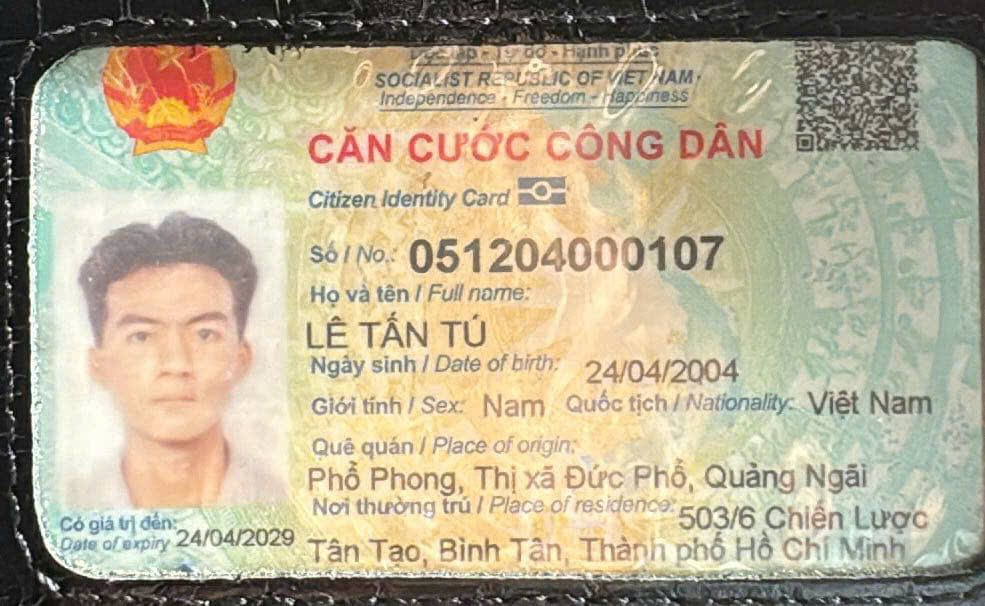 Độc lập - Tự do - Hạnh phúc
SOCIALIST REPUBLIC OF VIET NAM
Independence - Freedom - Happiness
CĂN CƯỚC CÔNG DÂN
Citizen Identity Card
Số / No.: 051204000107
Họ và tên / Full name:
LÊ TẤN TÚ
Ngày sinh / Date of birth: 24/04/2004
Giới tính / Sex: Nam Quốc tịch / Nationality: Việt Nam
Quê quán / Place of origin:
Phổ Phong, Thị xã Đức Phổ, Quảng Ngãi
Nơi thường trú / Place of residence: 503/6 Chiến Lược
Tân Tạo, Bình Tân, Thành phố Hồ Chí Minh
Có giá trị đến: 24/04/2029
Date of expiry